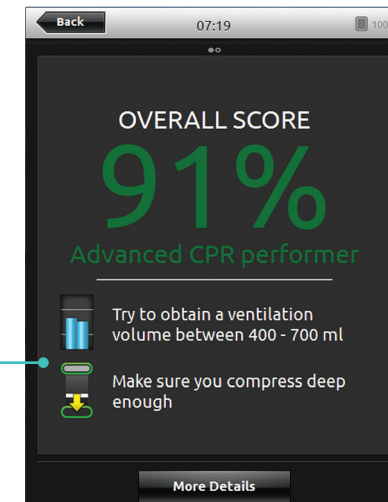 Back
07:19
100
OVERALL SCORE
91%
Advanced CPR performer
Try to obtain a ventilation
volume between 400 - 700 ml
Make sure you compress deep
enough
More Details